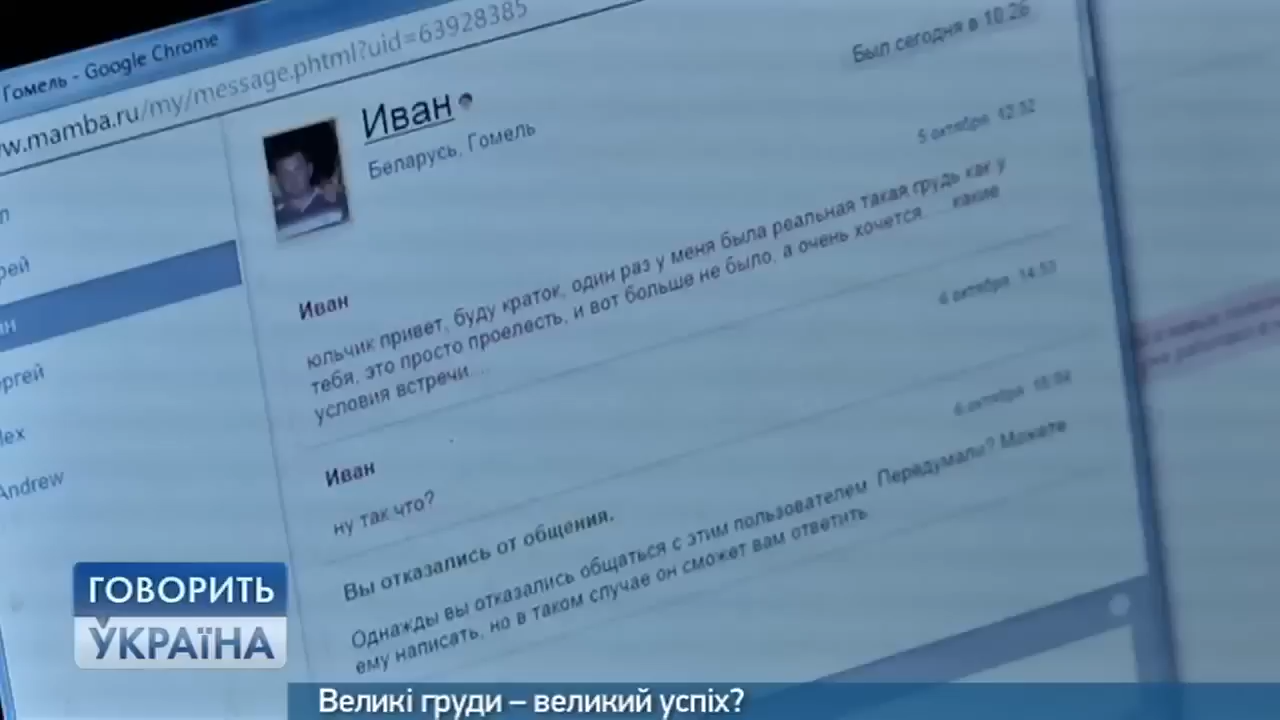 Гомель - Google Chrome
w.mamba.ru/my/message.phtml?uid=63928385
Был сегодня в 10:26
Иван
Беларусь, Гомель
5 октября 12:32
Иван
юльчик привет, буду краток, один раз у меня была реальная такая грудь как у
тебя, это просто проелесть, и вот больше не было, а очень хочется.... какие
условия встречи....
6 октября 14:53
Иван
ну так что?
6 октября
Вы отказались от общения.
Однажды вы отказались общаться с этим пользователем. Передумали? Можете
ему написать, но в таком случае он сможет вам ответить.
ргей
lex
Andrew
ГОВОРИТЬ
УКРАЇНА
Великі груди – великий успіх?